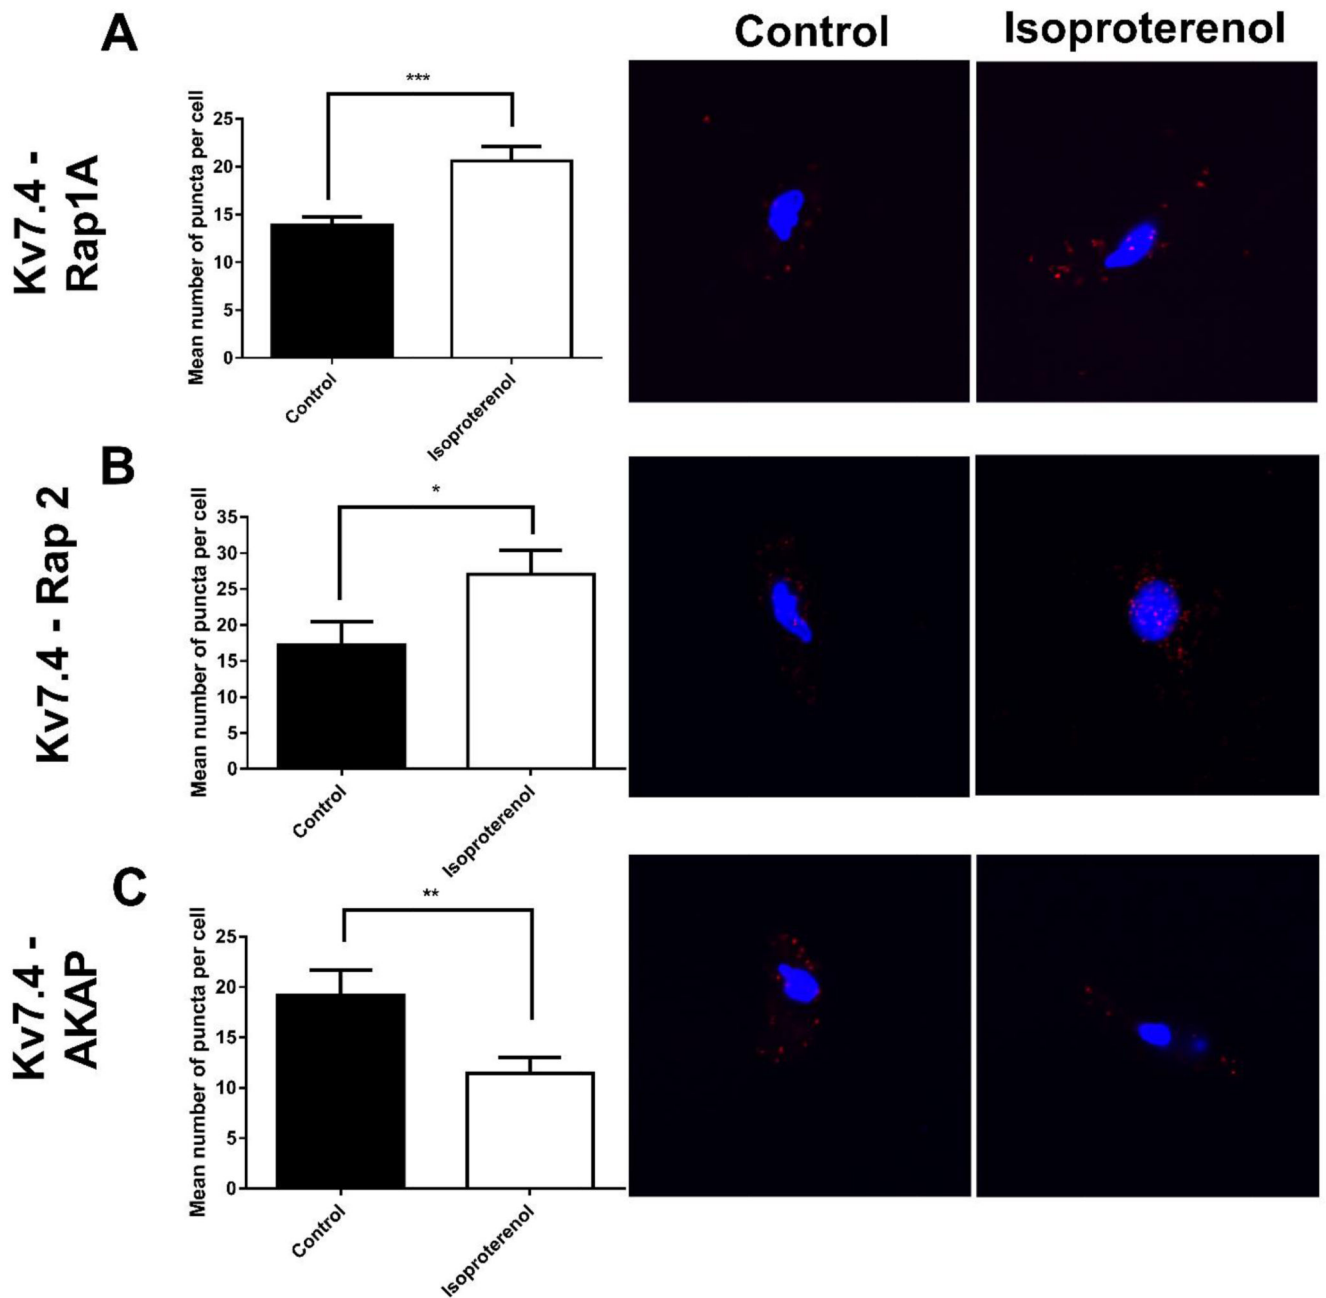 A
Control
Isoproterenol
Kv7.4 -
Rap1A
Mean number of puncta per cell
***
25
20
15
10
5
0
Control
Isoproterenol
B
Kv7.4 - Rap 2
Mean number of puncta per cell
*
35
30
25
20
15
10
5
0
Control
Isoproterenol
C
Kv7.4 -
AKAP
Mean number of puncta per cell
**
25
20
15
10
5
0
Control
Isoproterenol